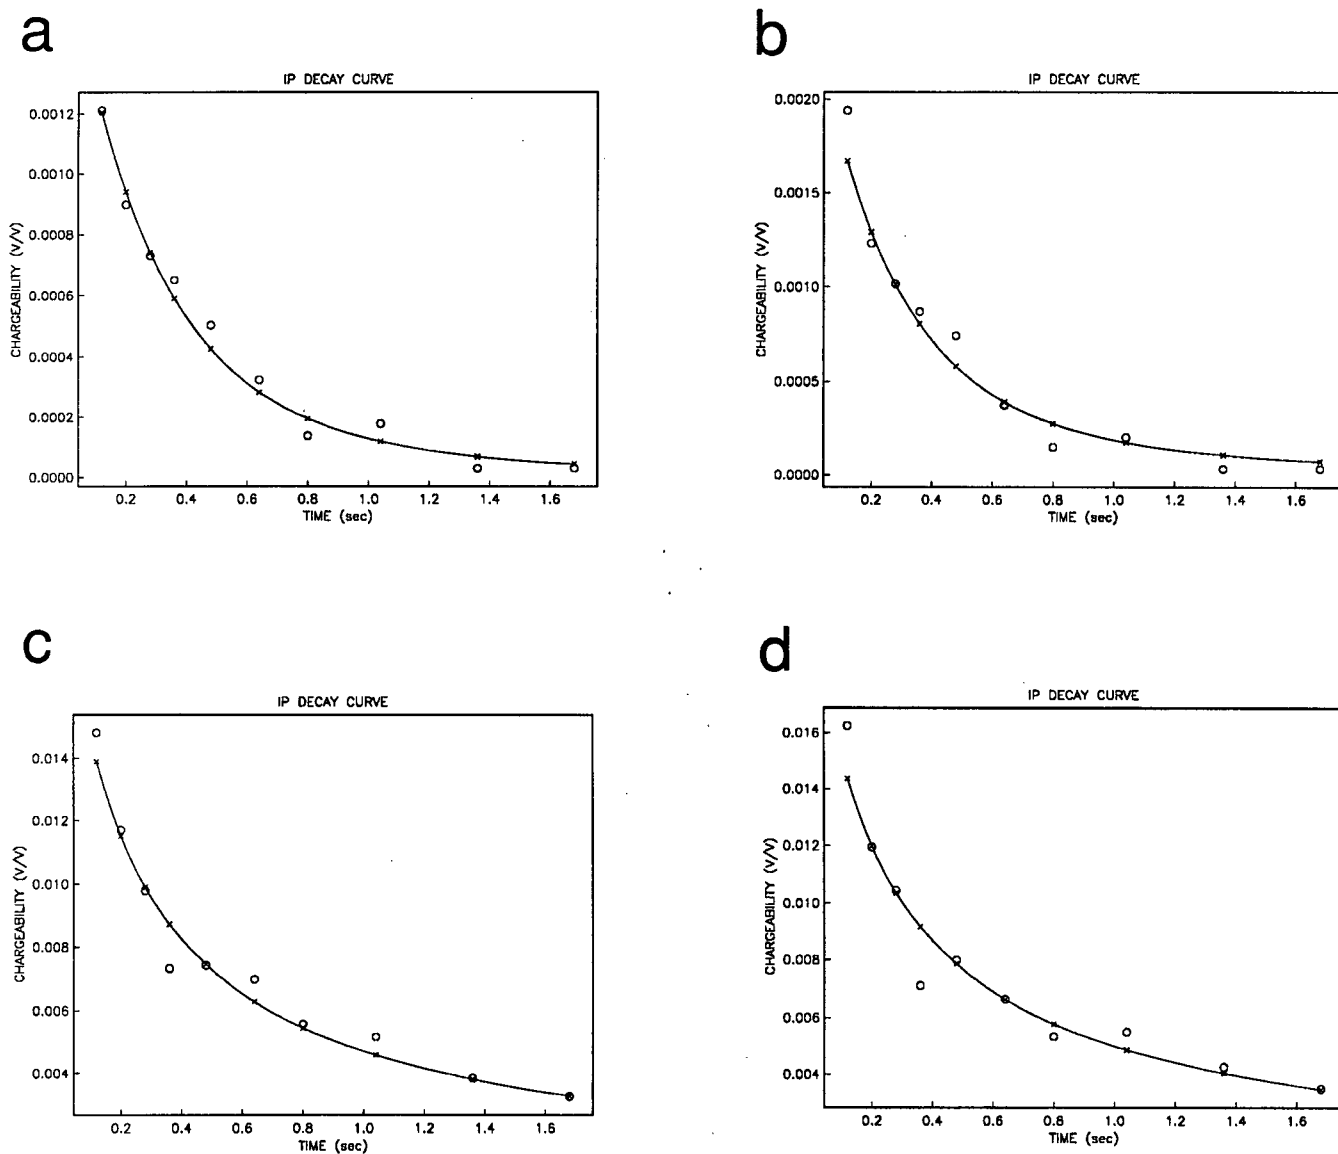 a
IP DECAY CURVE
CHARGEABILITY (V/V)
0.0012
0.0010
0.0008
0.0006
0.0004
0.0002
0.0000
0.2 0.4 0.6 0.8 1.0 1.2 1.4 1.6
TIME (sec)
b
IP DECAY CURVE
CHARGEABILITY (V/V)
0.0020
0.0015
0.0010
0.0005
0.0000
0.2 0.4 0.6 0.8 1.0 1.2 1.4 1.6
TIME (sec)
c
IP DECAY CURVE
CHARGEABILITY (V/V)
0.014
0.012
0.010
0.008
0.006
0.004
0.2 0.4 0.6 0.8 1.0 1.2 1.4 1.6
TIME (sec)
d
IP DECAY CURVE
CHARGEABILITY (V/V)
0.016
0.014
0.012
0.010
0.008
0.006
0.004
0.2 0.4 0.6 0.8 1.0 1.2 1.4 1.6
TIME (sec)